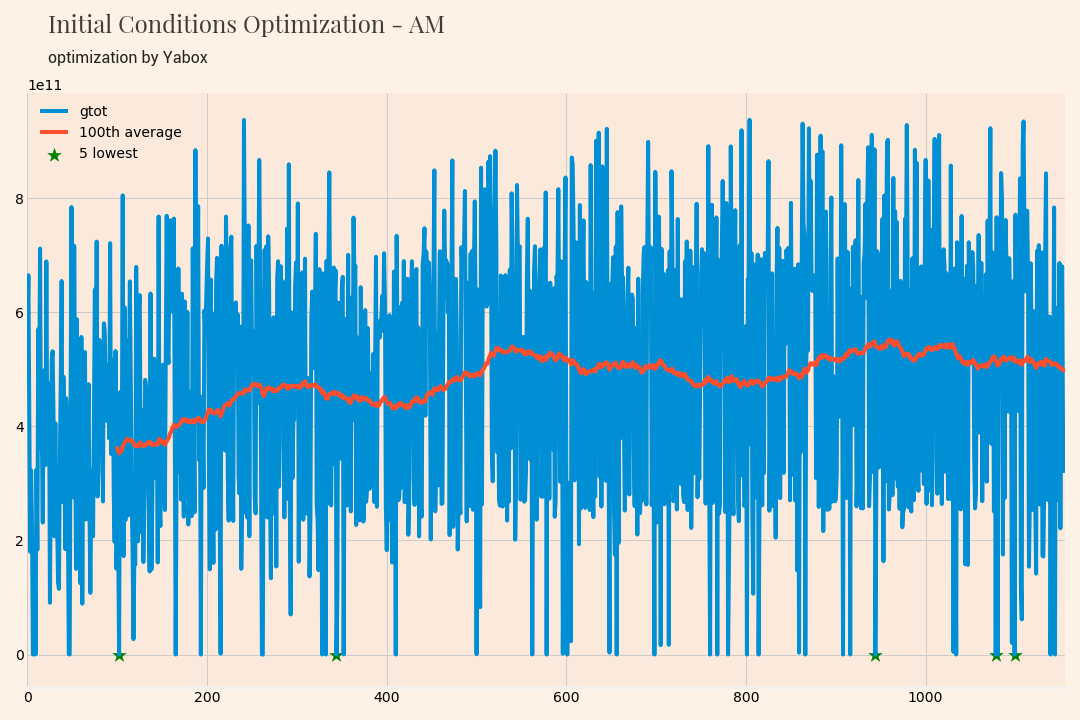 Initial Conditions Optimization - AM
optimization by Yabox
1e11
gtot
100th average
5 lowest
8
6
4
2
0
0 200 400 600 800 1000